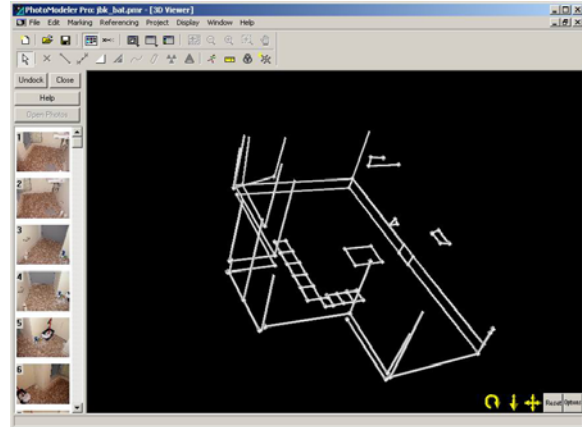 PhotoModeler Pro: jbk_bat.pmr - [3D Viewer]
File Edit Marking Referencing Project Display Window Help
Undock Close
Help
Open Photos
1
2
3
4
5
6
Reset Options